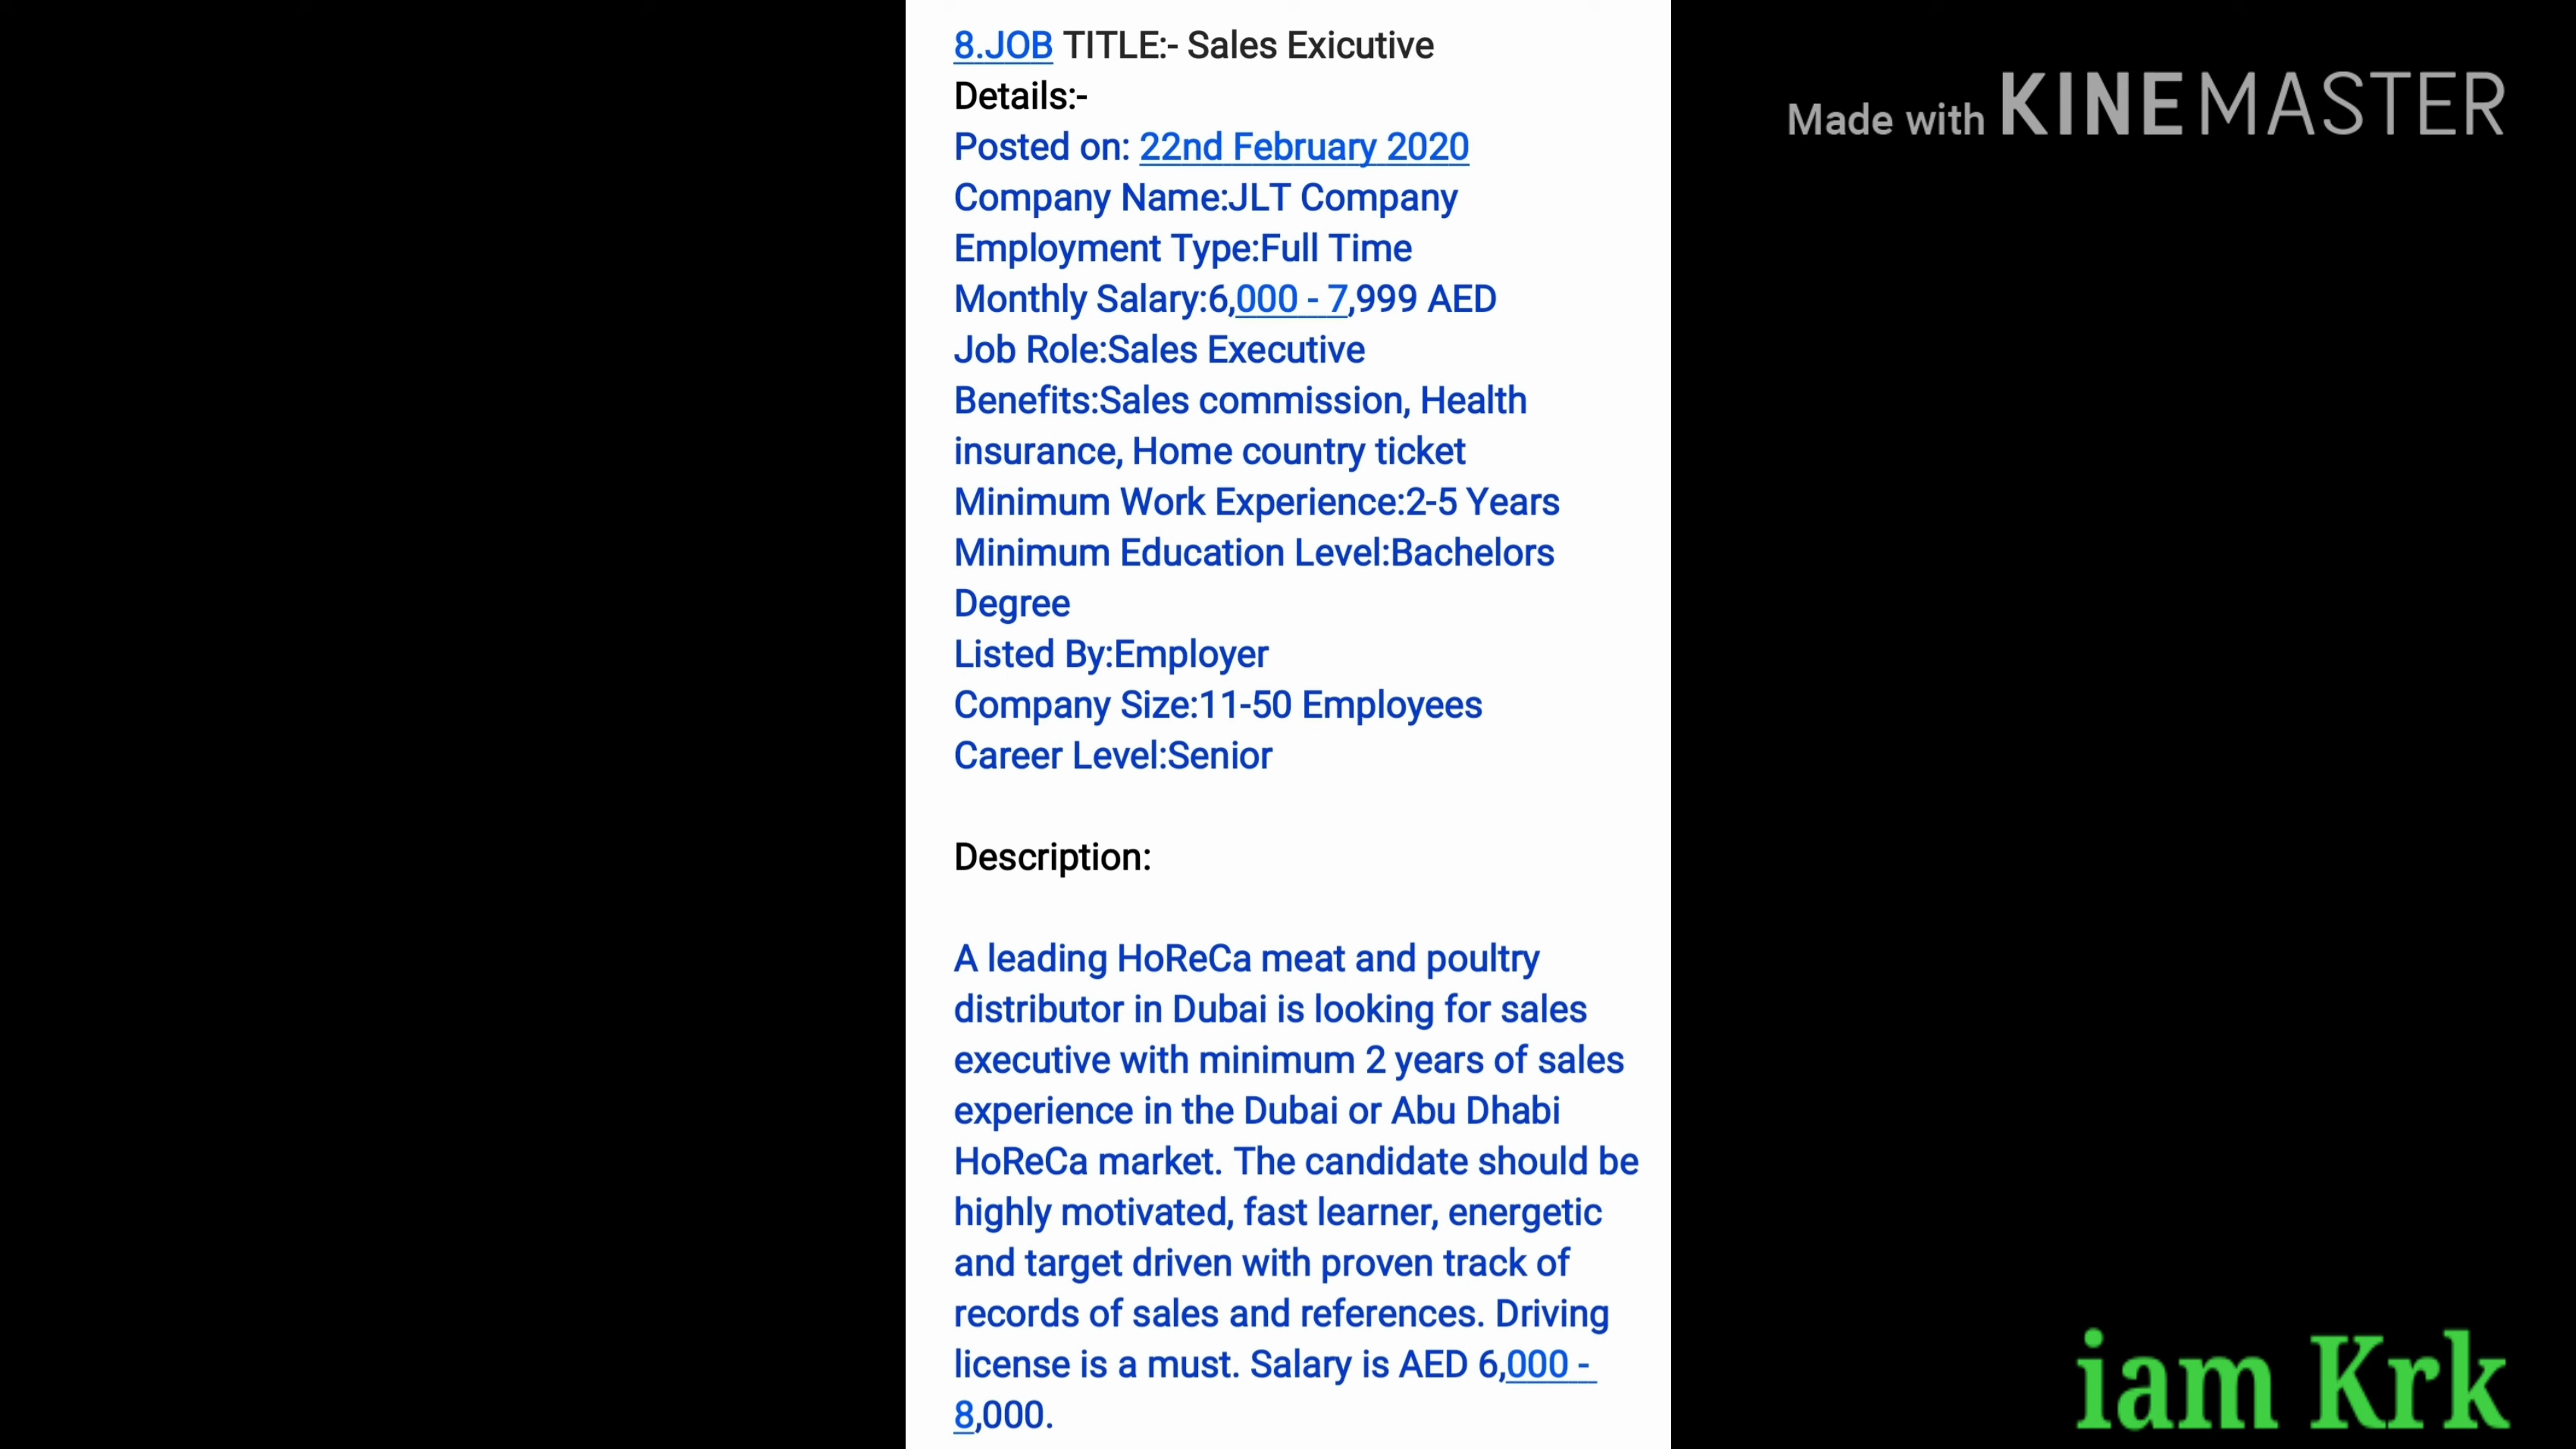 8.JOB TITLE:- Sales Exicutive
Details:-
Posted on: 22nd February 2020
Company Name:JLT Company
Employment Type:Full Time
Monthly Salary:6,000 - 7,999 AED
Job Role:Sales Executive
Benefits:Sales commission, Health
insurance, Home country ticket
Minimum Work Experience:2-5 Years
Minimum Education Level:Bachelors
Degree
Listed By:Employer
Company Size:11-50 Employees
Career Level:Senior
Description:
A leading HoReCa meat and poultry
distributor in Dubai is looking for sales
executive with minimum 2 years of sales
experience in the Dubai or Abu Dhabi
HoReCa market. The candidate should be
highly motivated, fast learner, energetic
and target driven with proven track of
records of sales and references. Driving
license is a must. Salary is AED 6,000 -
8,000.
Made with KINEMASTER
iam Krk